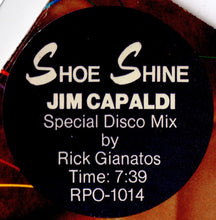 SHOE SHINE
JIM CAPALDI
Special Disco Mix
by
Rick Gianatos
Time: 7:39
RPO-1014